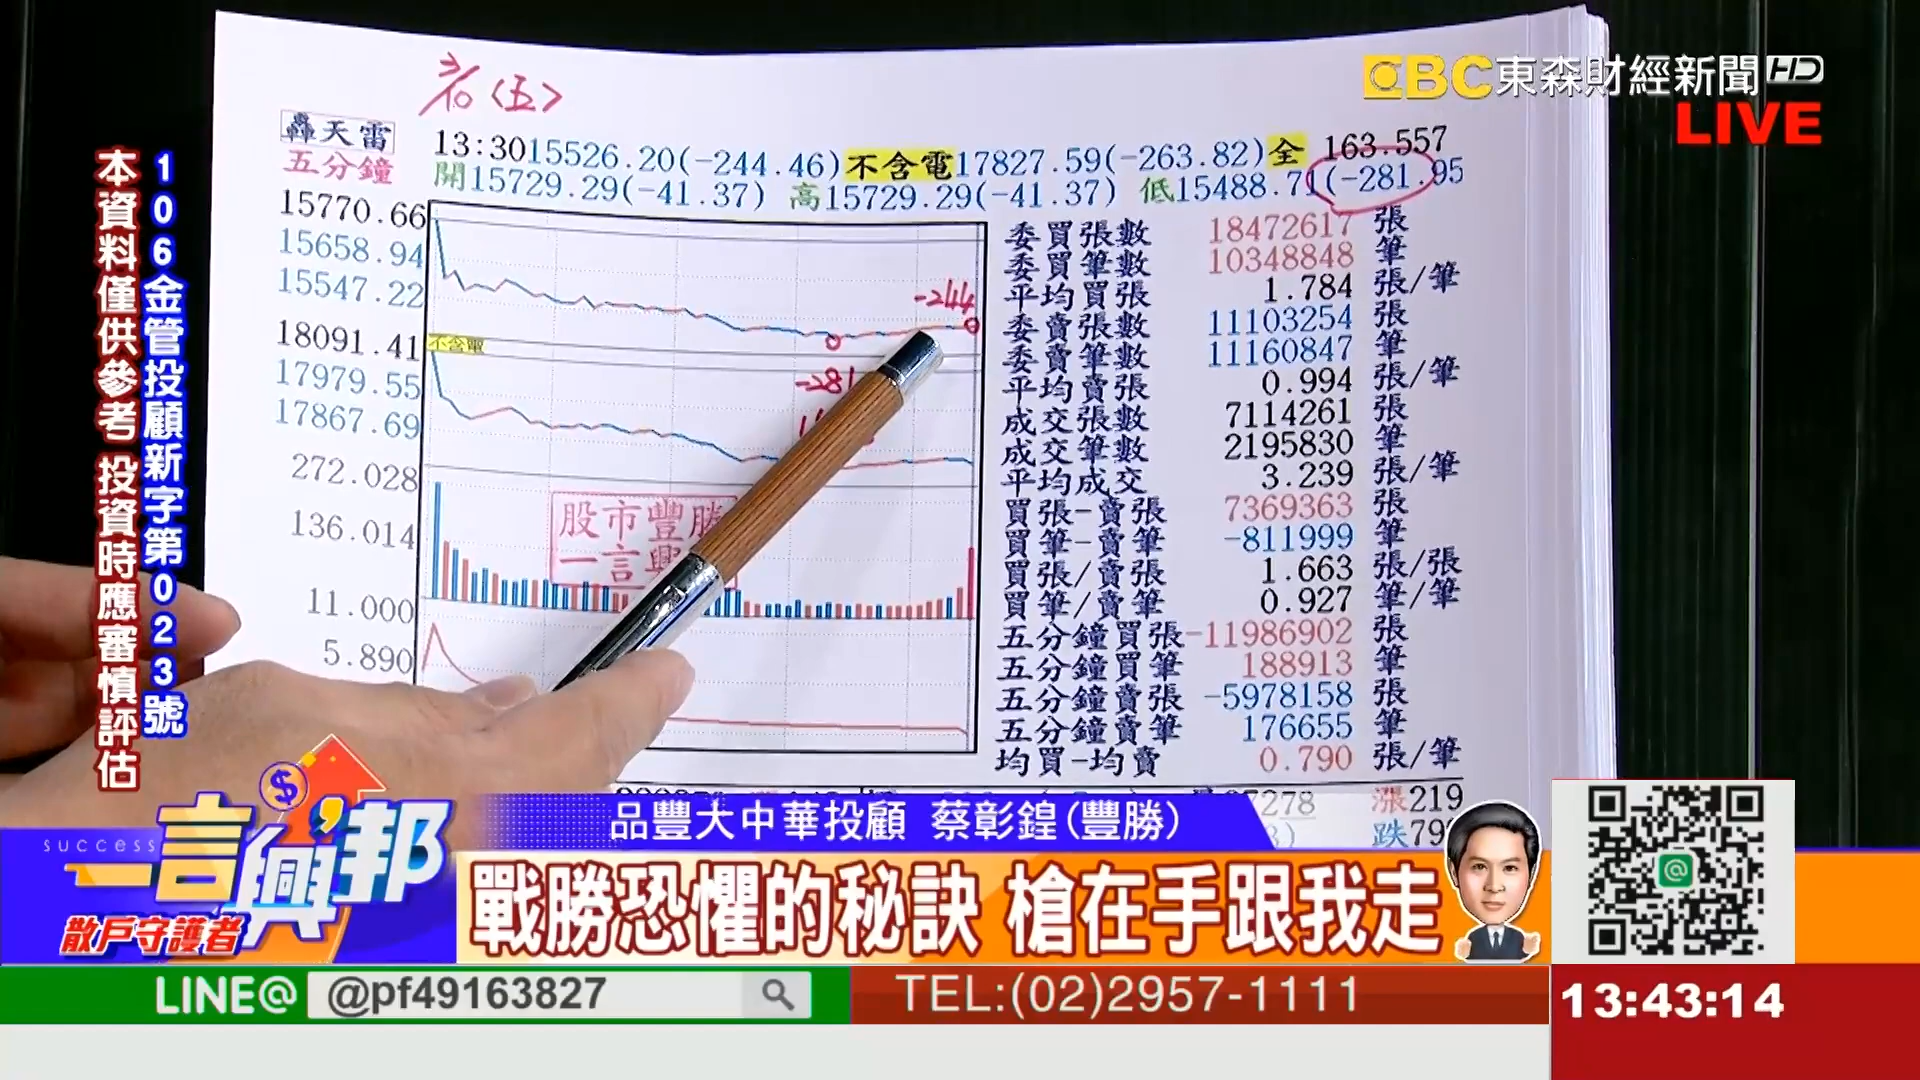 3/10〈五〉
EBC東森財經新聞HD
LIVE
轟天雷
五分鐘
13:30 15526.20(-244.46) 不含電 17827.59(-263.82) 全 163.557
開15729.29(-41.37) 高15729.29(-41.37) 低15488.71(-281.95
15770.66
15658.94
15547.22
18091.41
17979.55
17867.69
272.028
136.014
11.000
5.890
不含電
-244
-281
股市豐勝
一言興
委買張數 18472617 張
委買筆數 10348848 筆
平均買張 1.784 張/筆
委賣張數 11103254 張
委賣筆數 11160847 筆
平均賣張 0.994 張/筆
成交張數 7114261 張
成交筆數 2195830 筆
平均成交 3.239 張/筆
買張-賣張 7369363 張
買筆-賣筆 -811999 筆
買張/賣張 1.663 張/張
買筆/賣筆 0.927 筆/筆
五分鐘買張 -11986902 張
五分鐘買筆 188913 筆
五分鐘賣張 -5978158 張
五分鐘賣筆 176655 筆
均買-均賣 0.790 張/筆
漲219
跌79
106金管投顧新字第023號
本資料僅供參考 投資時應審慎評估
success
一言興邦
散戶守護者
品豐大中華投顧 蔡彰鍠(豐勝)
戰勝恐懼的秘訣 槍在手跟我走
LINE@ @pf49163827
TEL:(02)2957-1111
13:43:14